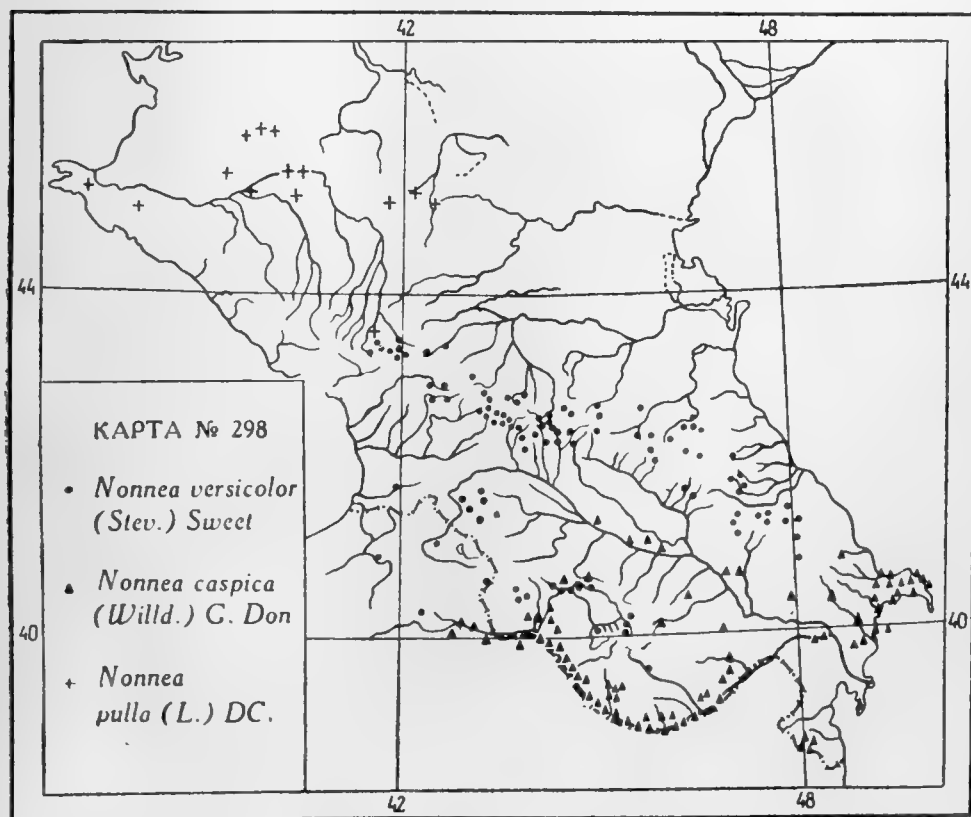 42
48
44
44
КАРТА № 298
Nonnea versicolor
(Stev.) Sweet
Nonnea caspica
(Willd.) G. Don
Nonnea
pulla (L.) DC.
40
40
42
48